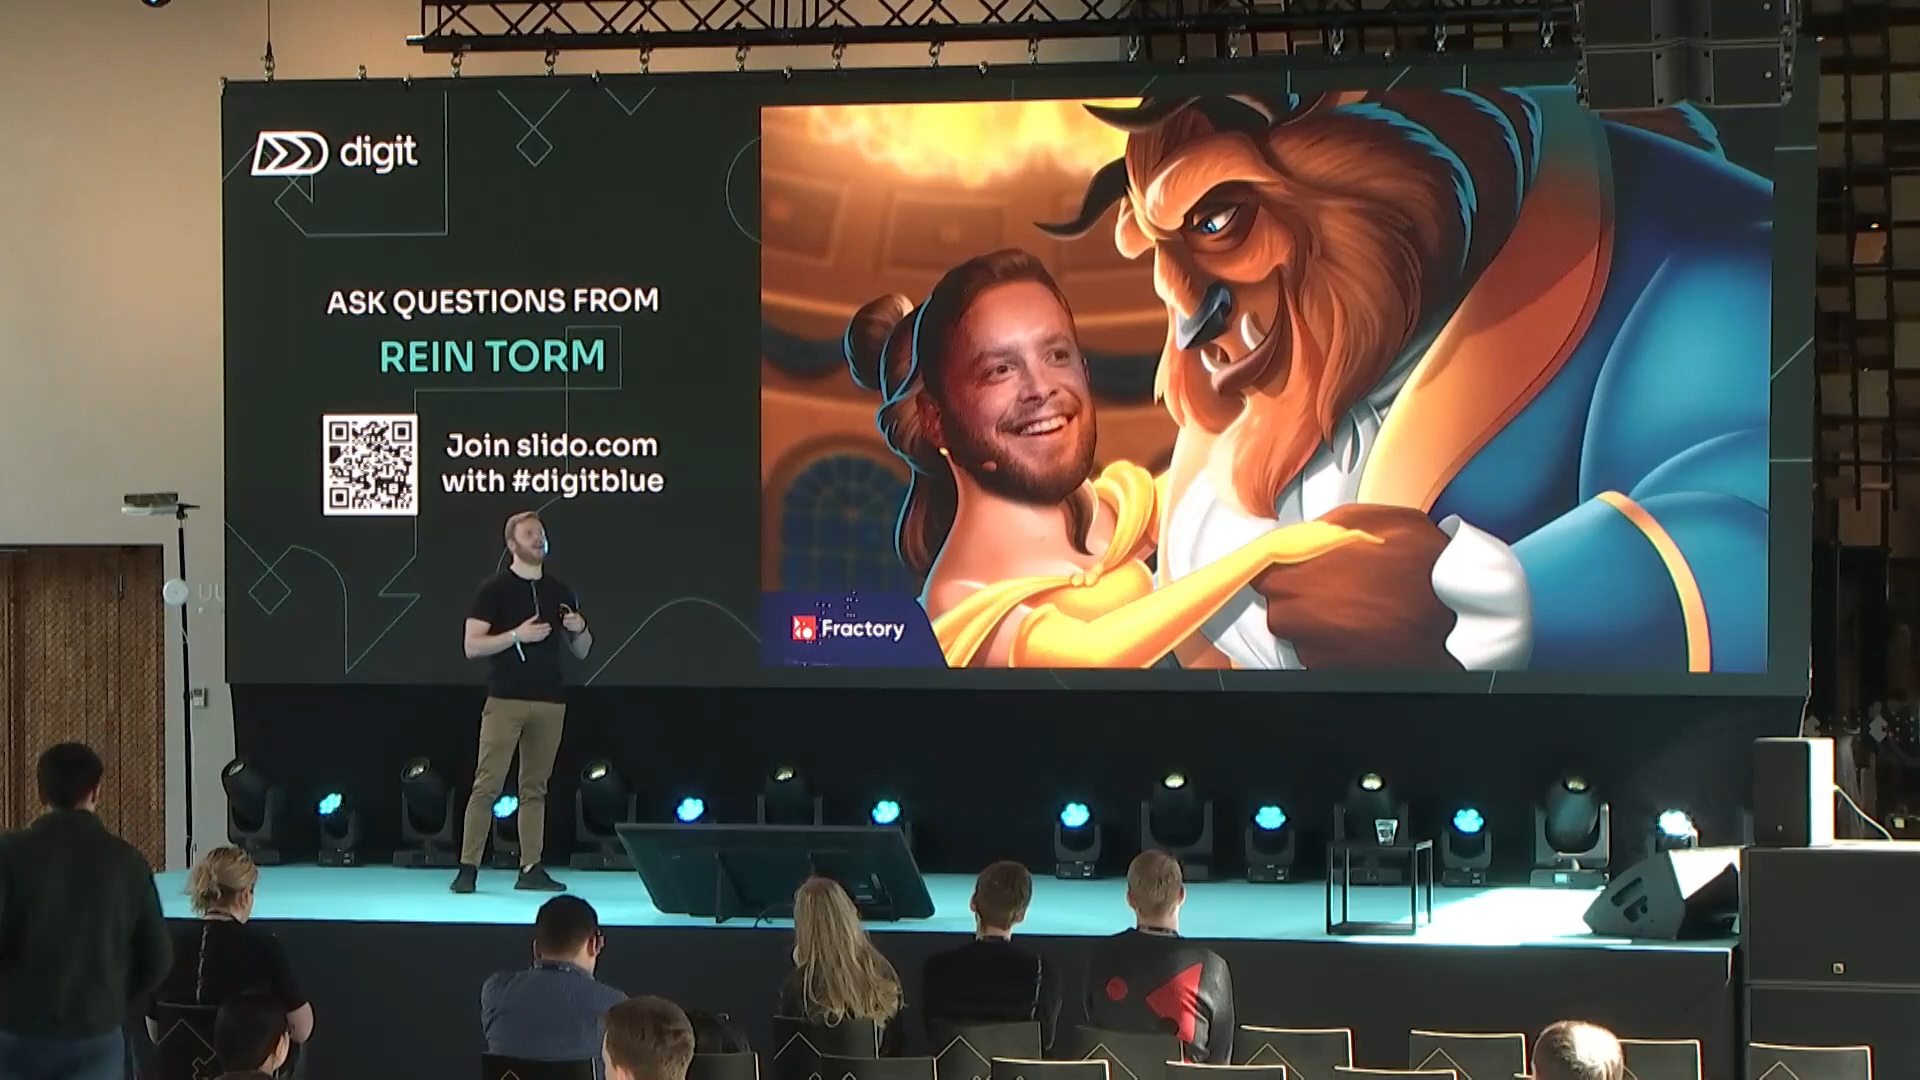 digit
ASK QUESTIONS FROM
REIN TORM
Join slido.com
with #digitblue
Fractory